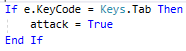 If e.KeyCode = Keys.Tab Then
    attack = True
End If